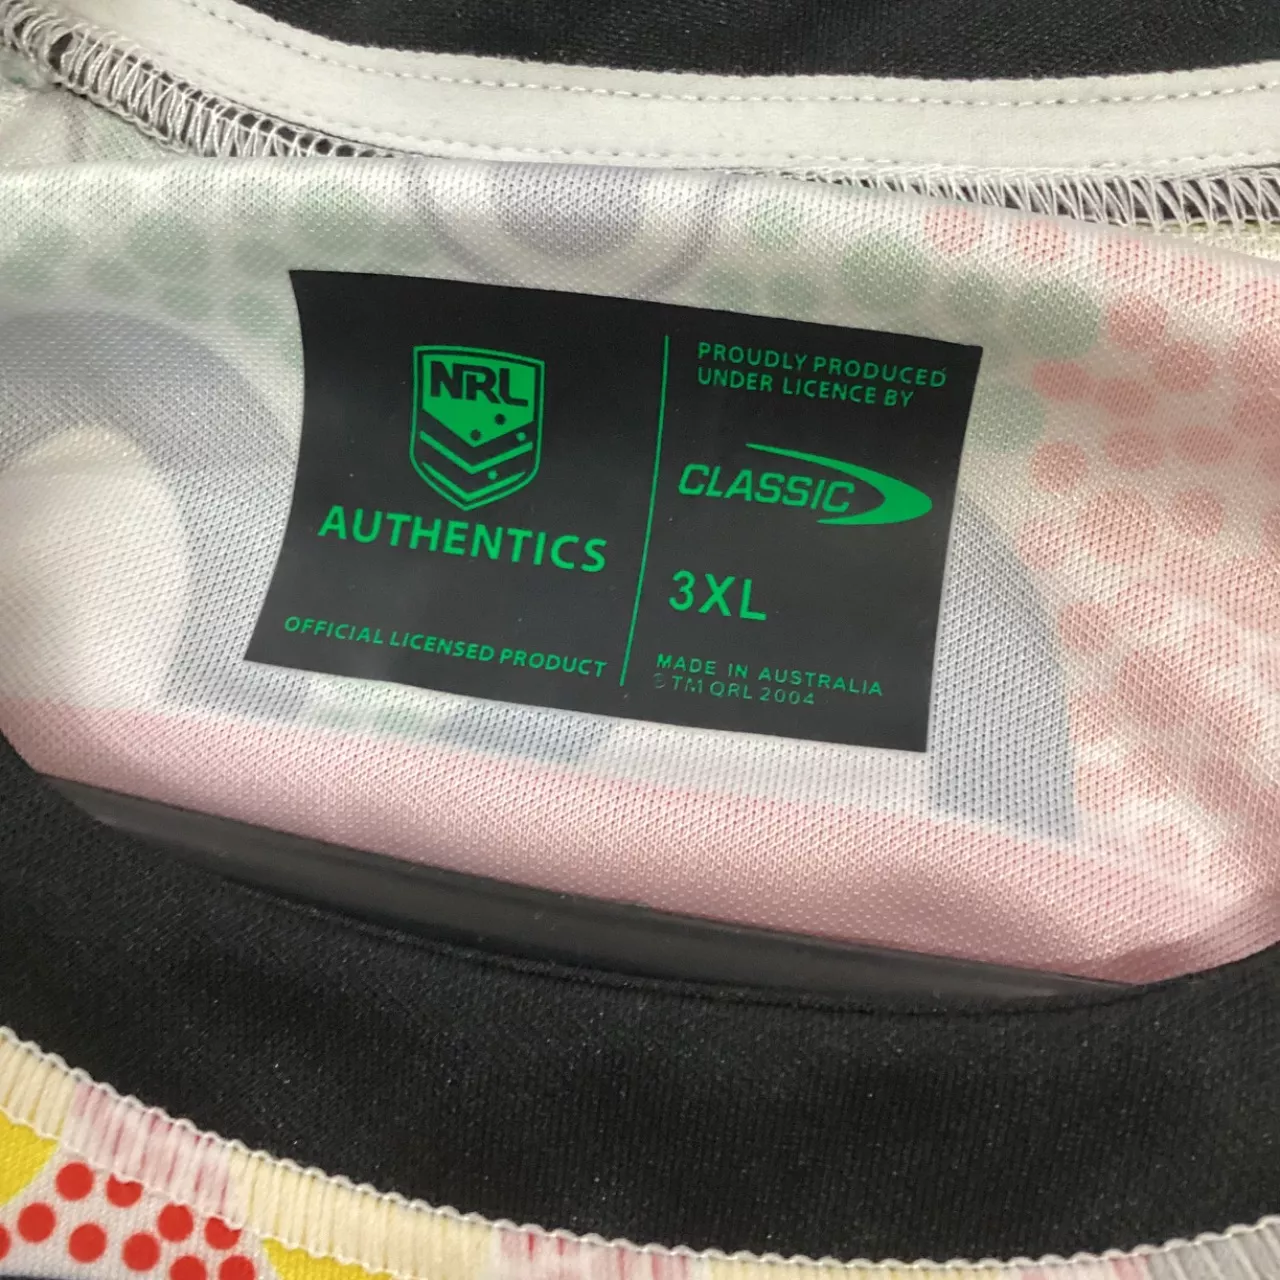 NRL
AUTHENTICS
OFFICIAL LICENSED PRODUCT
PROUDLY PRODUCED
UNDER LICENCE BY
CLASSIC
3XL
MADE IN AUSTRALIA
TM QRL 2004